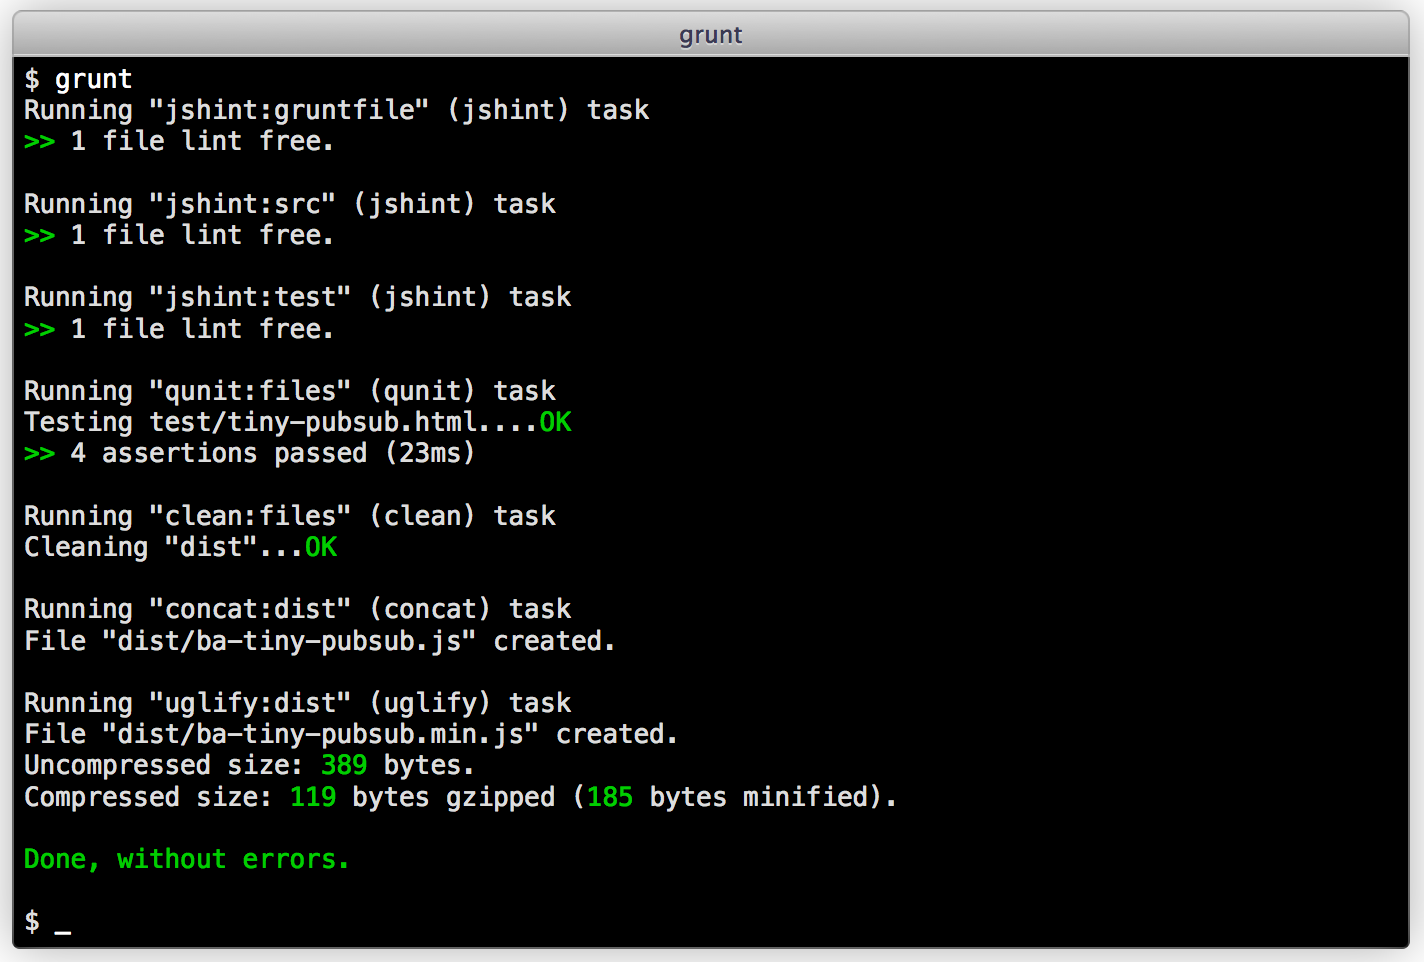 grunt
$ grunt
Running "jshint:gruntfile" (jshint) task
>> 1 file lint free.
Running "jshint:src" (jshint) task
>> 1 file lint free.
Running "jshint:test" (jshint) task
>> 1 file lint free.
Running "qunit:files" (qunit) task
Testing test/tiny-pubsub.html....OK
>> 4 assertions passed (23ms)
Running "clean:files" (clean) task
Cleaning "dist"...OK
Running "concat:dist" (concat) task
File "dist/ba-tiny-pubsub.js" created.
Running "uglify:dist" (uglify) task
File "dist/ba-tiny-pubsub.min.js" created.
Uncompressed size: 389 bytes.
Compressed size: 119 bytes gzipped (185 bytes minified).
Done, without errors.
$ _